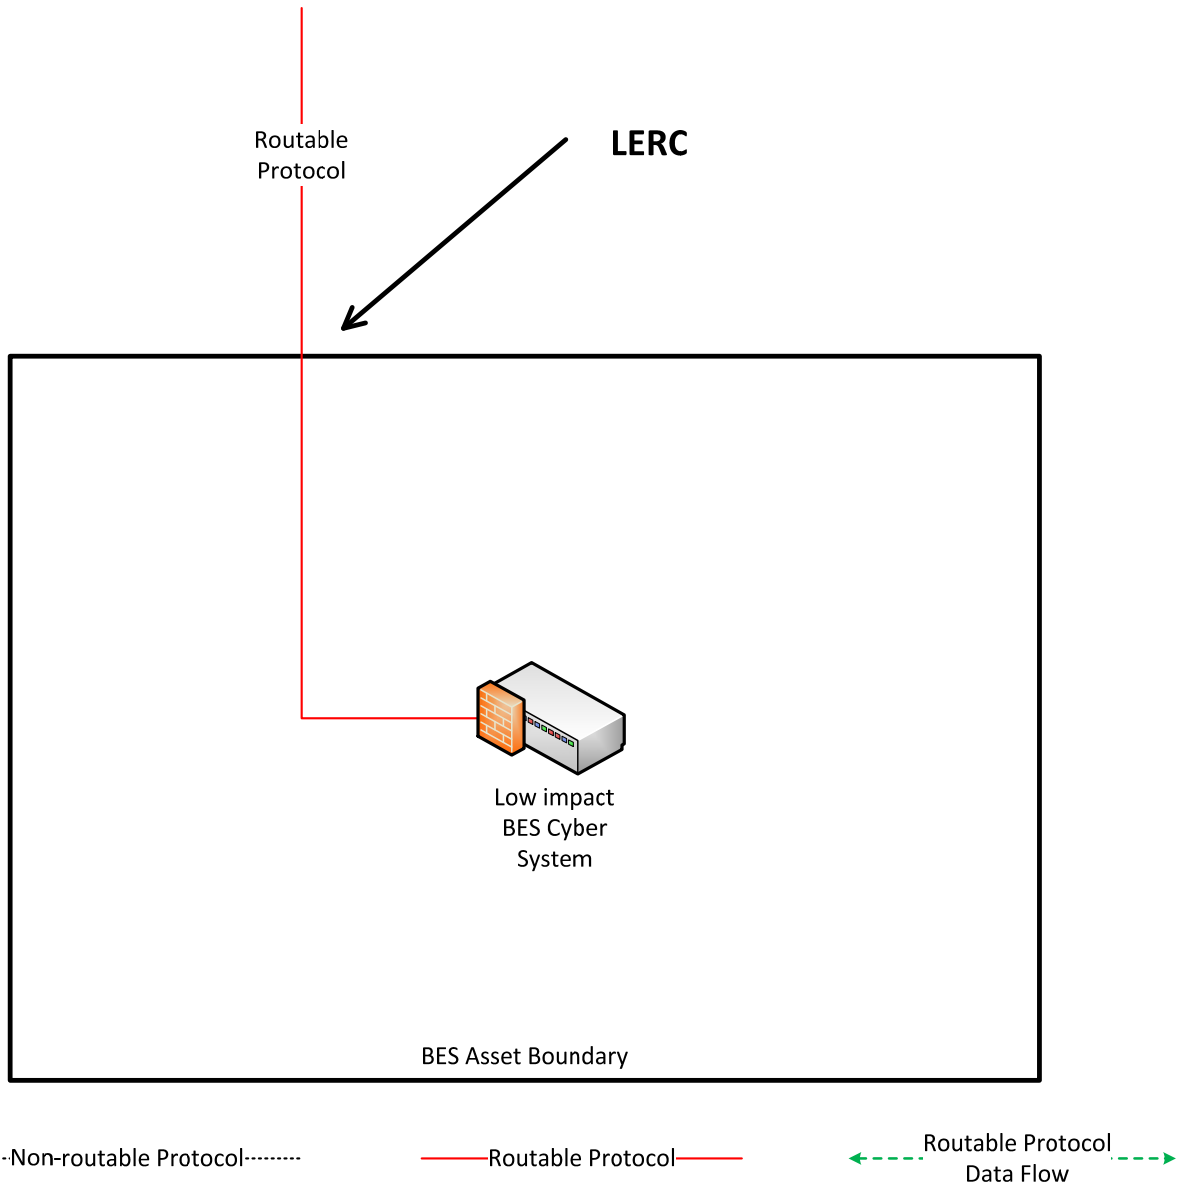 Routable
Protocol
LERC
Low impact
BES Cyber
System
BES Asset Boundary
Non-routable Protocol
Routable Protocol
Routable Protocol
Data Flow